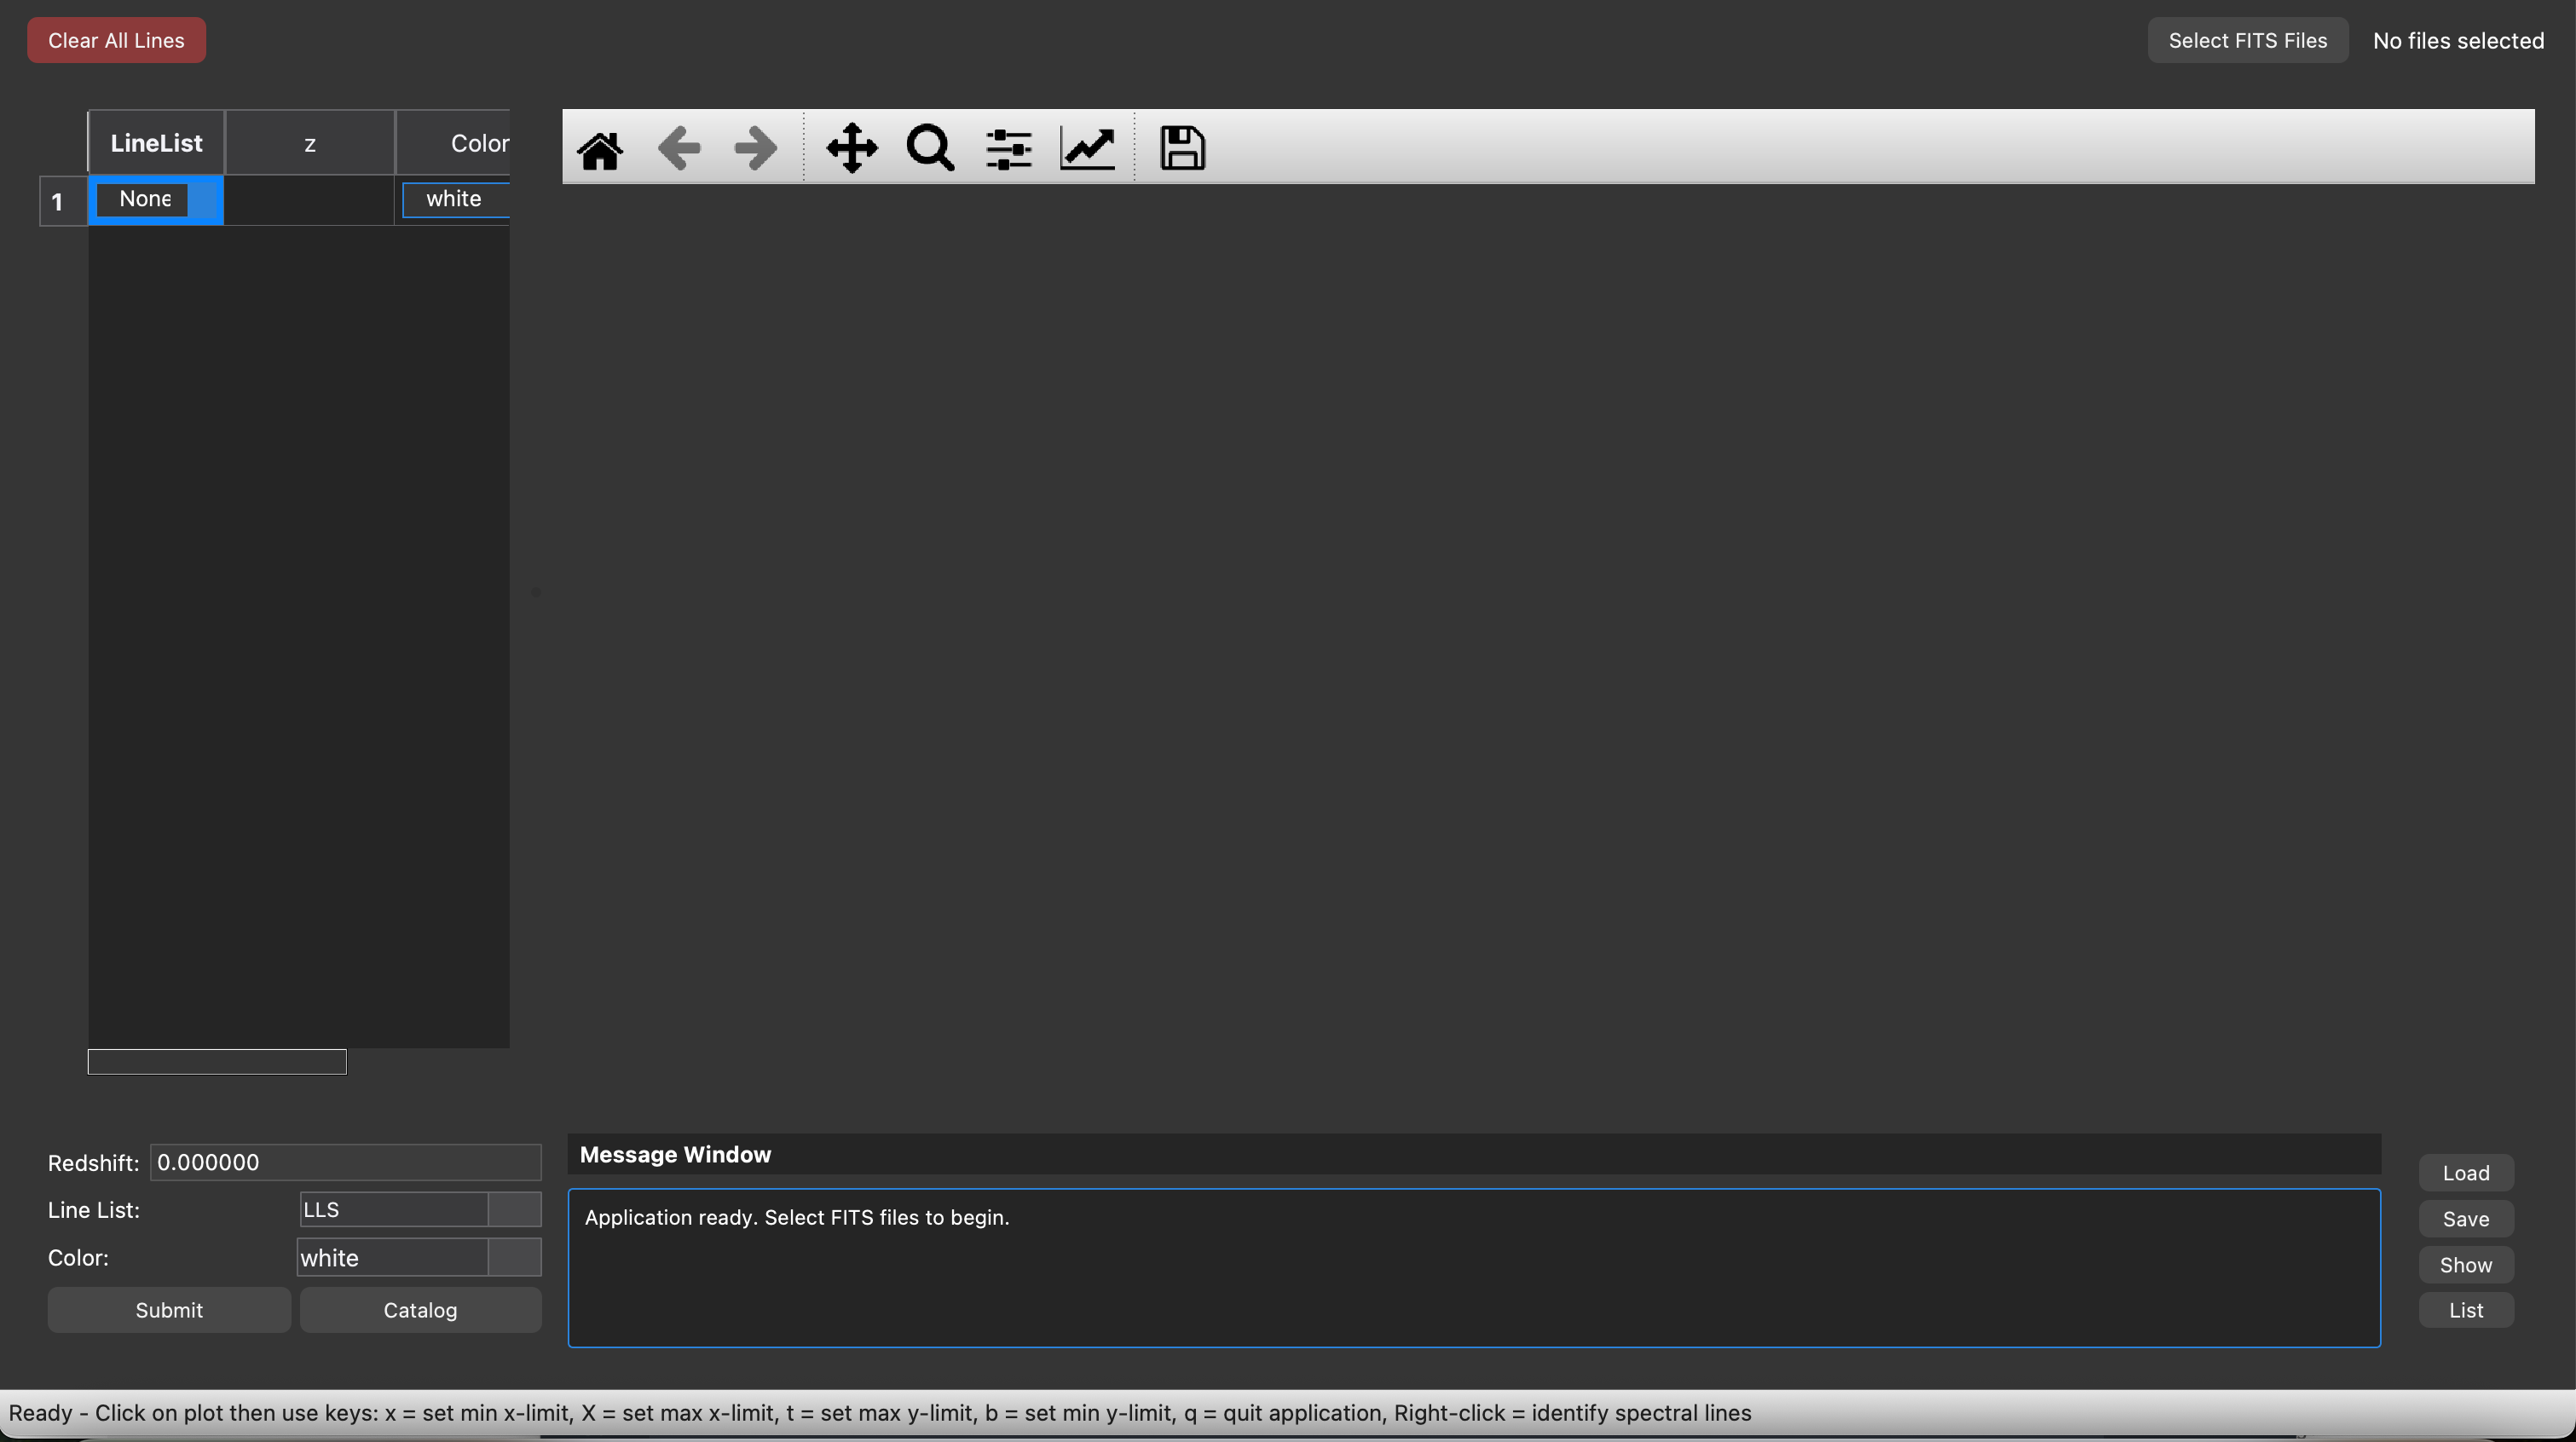 Clear All Lines
Select FITS Files No files selected
LineList z Color
1 None white
Redshift: 0.000000
Line List: LLS
Color: white
Submit Catalog
Message Window
Application ready. Select FITS files to begin.
Load
Save
Show
List
Ready - Click on plot then use keys: x = set min x-limit, X = set max x-limit, t = set max y-limit, b = set min y-limit, q = quit application, Right-click = identify spectral lines